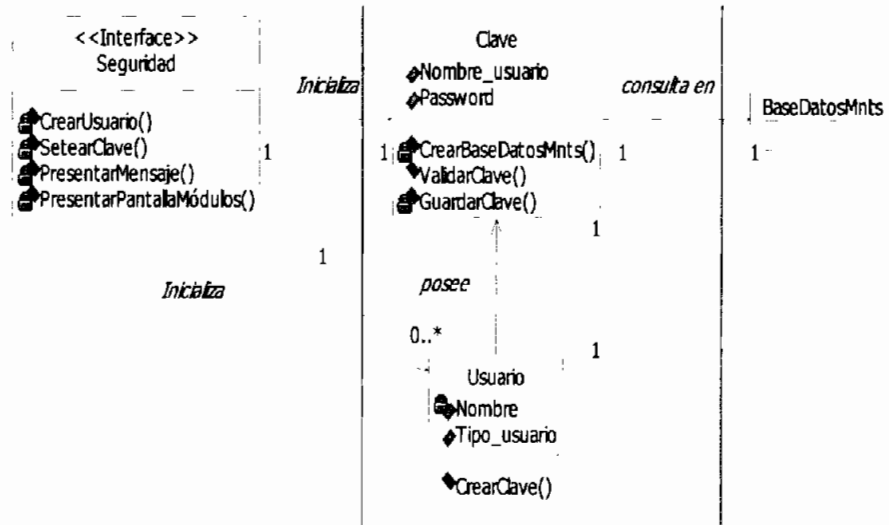 <<Interface>>
Seguridad
CrearUsuario()
SetearClave()
PresentarMensaje()
PresentarPantallaMódulos()
Inicializa
1
1
Clave
Nombre_usuario
Password
CrearBaseDatosMnts()
ValidarClave()
GuardarClave()
consulta en
1
1
BaseDatosMnts
1
1
Inicializa
posee
0..*
1
Usuario
Nombre
Tipo_usuario
CrearClave()